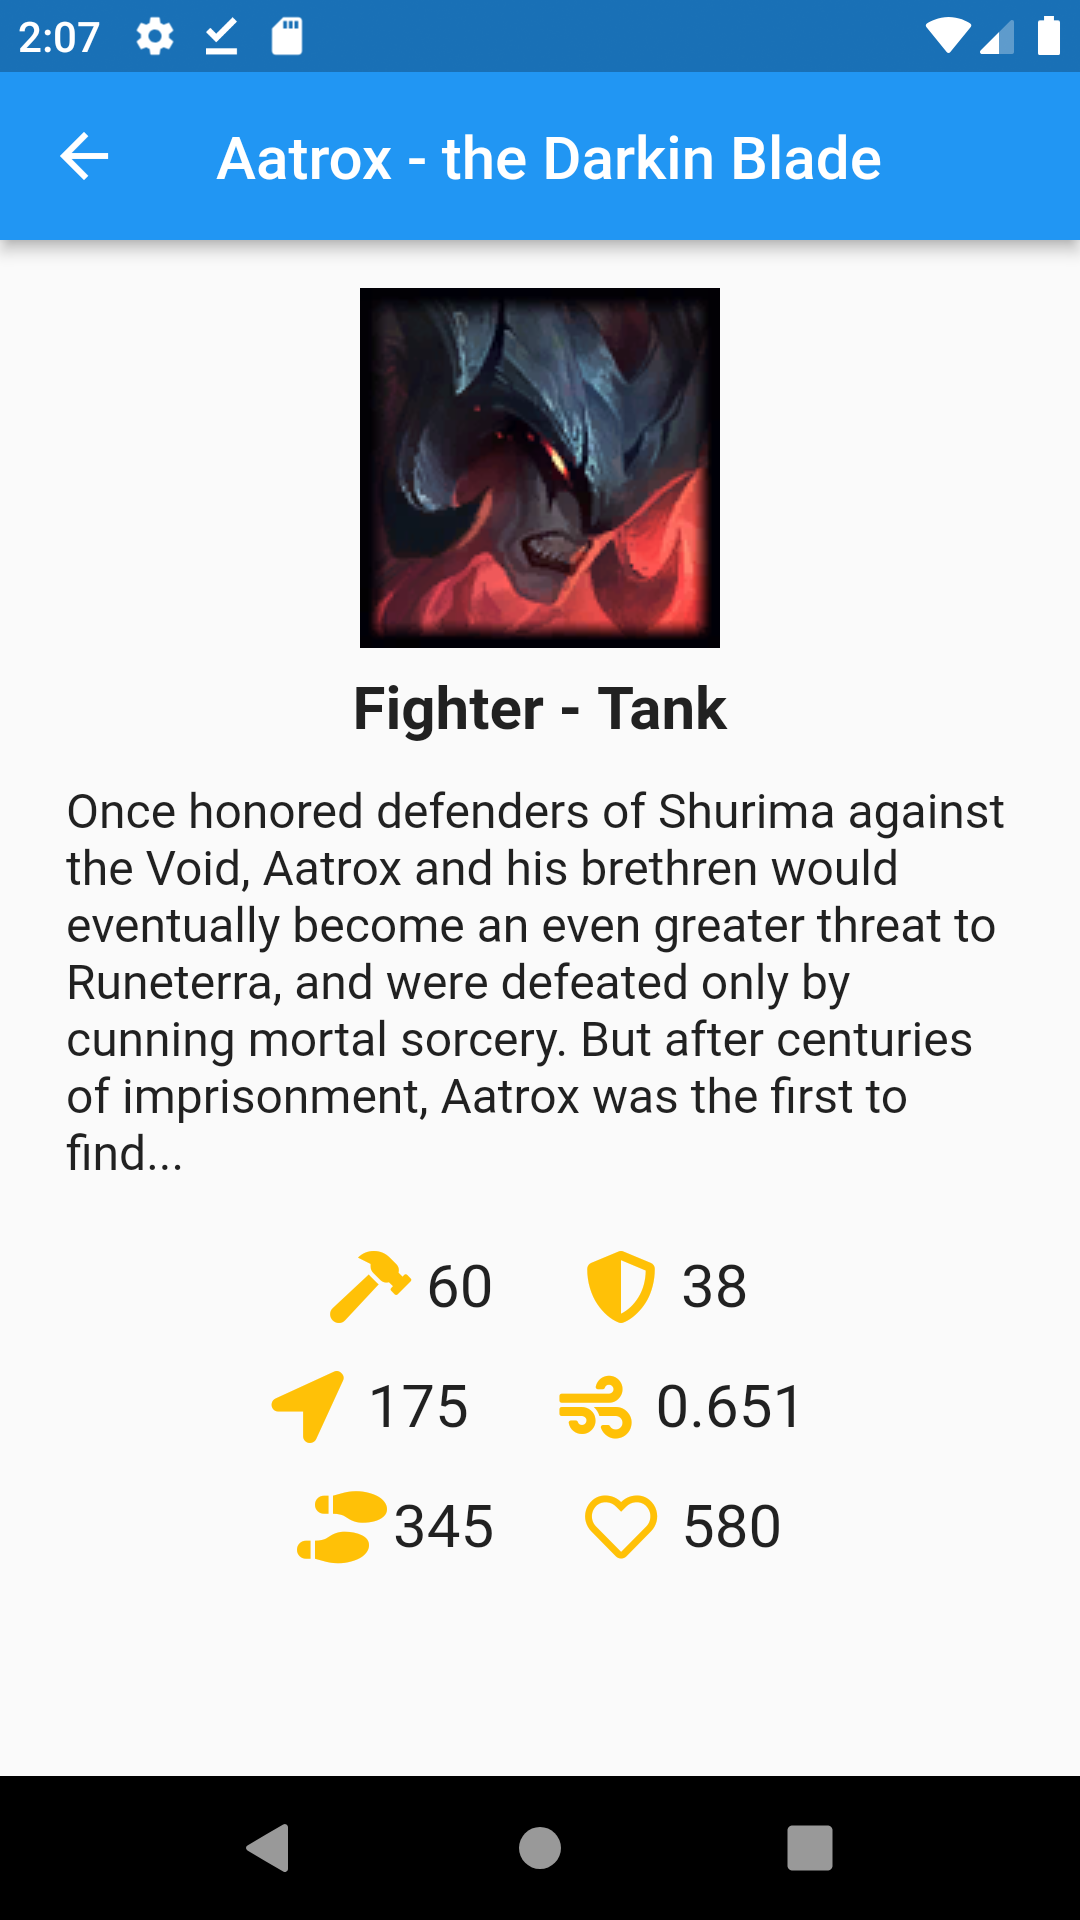 2:07
Aatrox - the Darkin Blade
Fighter - Tank
Once honored defenders of Shurima against
the Void, Aatrox and his brethren would
eventually become an even greater threat to
Runeterra, and were defeated only by
cunning mortal sorcery. But after centuries
of imprisonment, Aatrox was the first to
find...
60 38
175 0.651
345 580